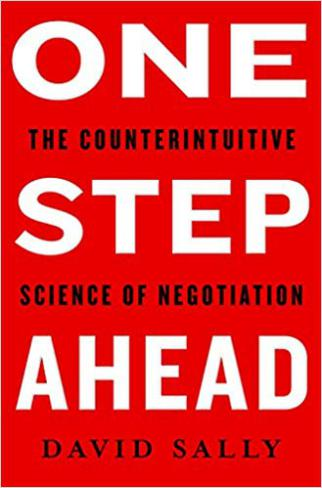 ONE
THE COUNTERINTUITIVE
STEP
SCIENCE OF NEGOTIATION
AHEAD
DAVID SALLY